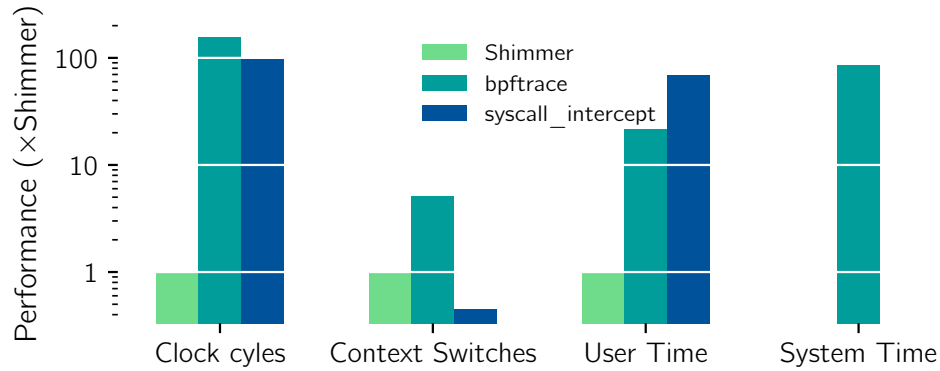 Performance (×Shimmer)
100
10
1
Shimmer
bpftrace
syscall_intercept
Clock cyles
Context Switches
User Time
System Time